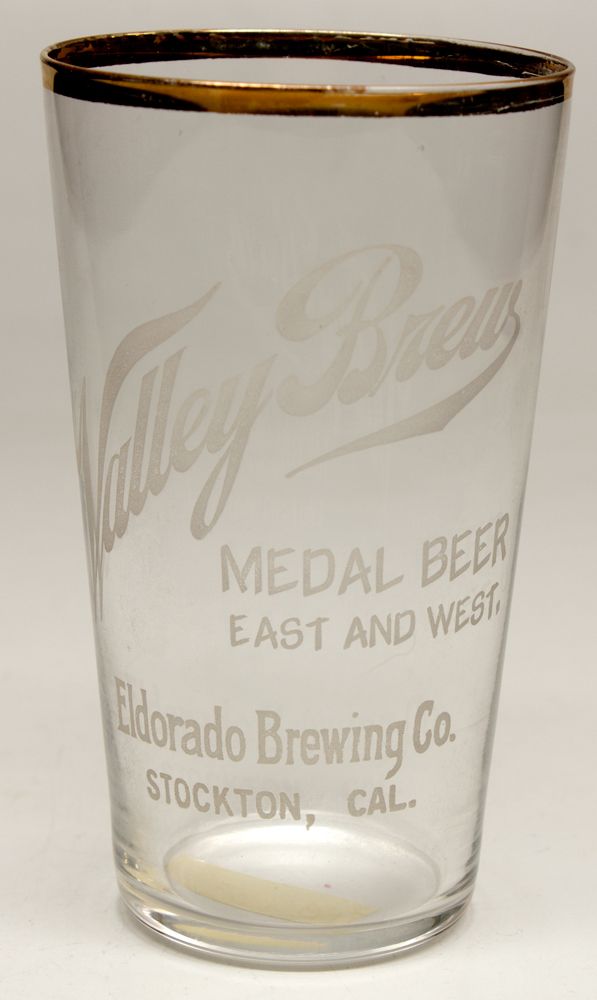 Valley Brew
MEDAL BEER
EAST AND WEST.
Eldorado Brewing Co.
STOCKTON, CAL.